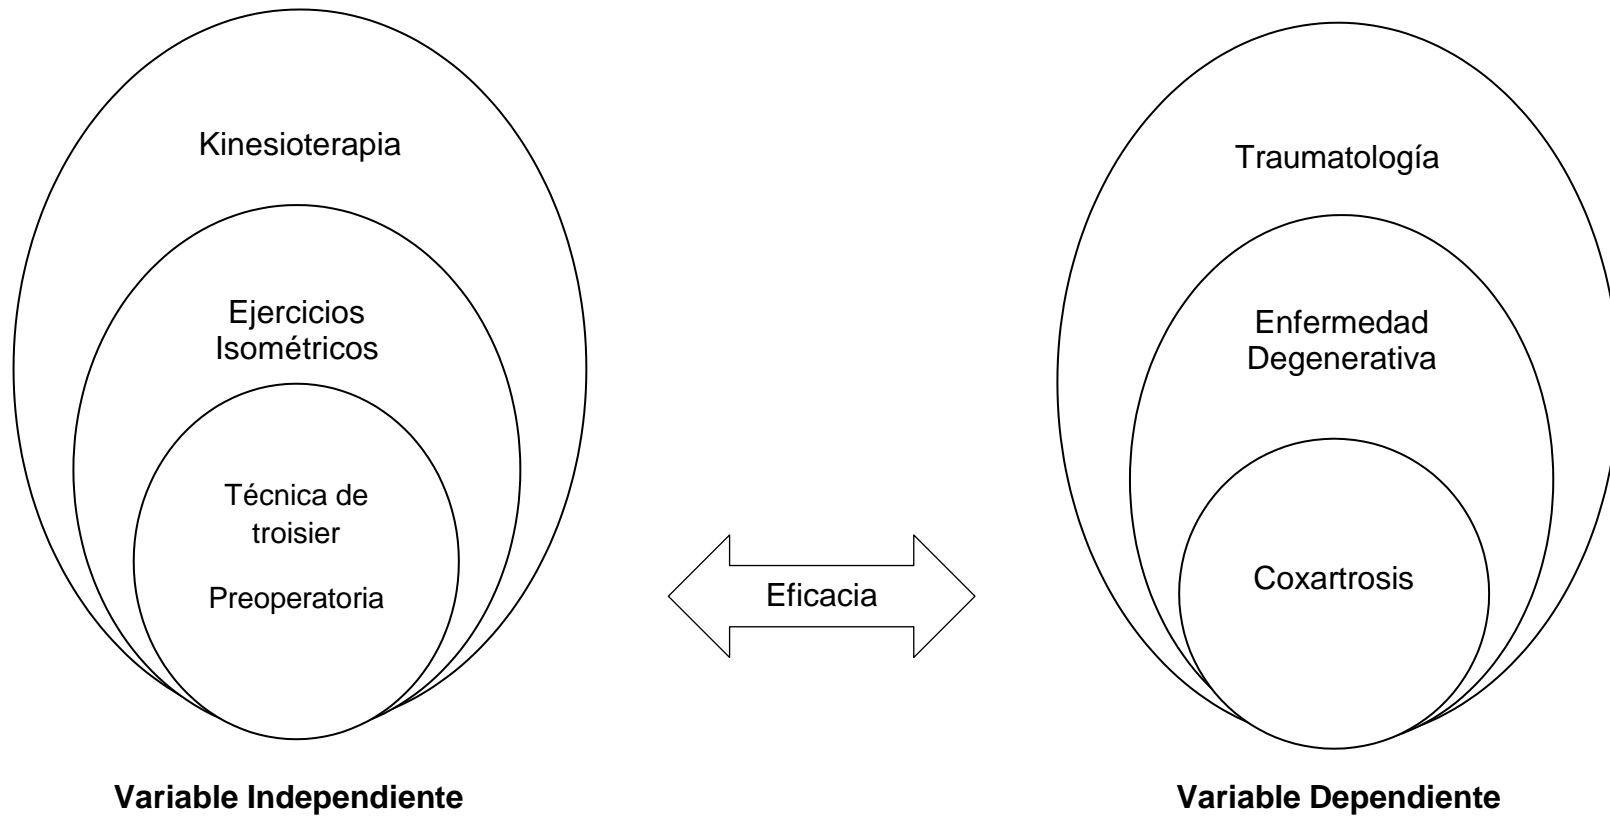 Kinesioterapia
Ejercicios
Isométricos
Técnica de
troisier
Preoperatoria
Variable Independiente
Eficacia
Traumatología
Enfermedad
Degenerativa
Coxartrosis
Variable Dependiente